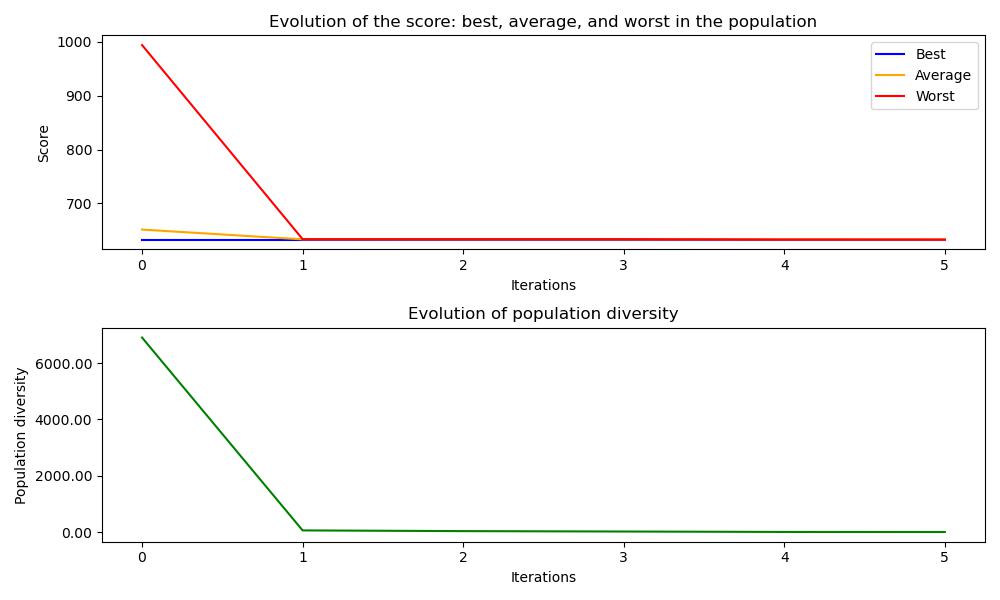 Evolution of the score: best, average, and worst in the population
1000
900
800
700
Score
Best
Average
Worst
0 1 2 3 4 5
Iterations
Evolution of population diversity
6000.00
4000.00
2000.00
0.00
Population diversity
0 1 2 3 4 5
Iterations